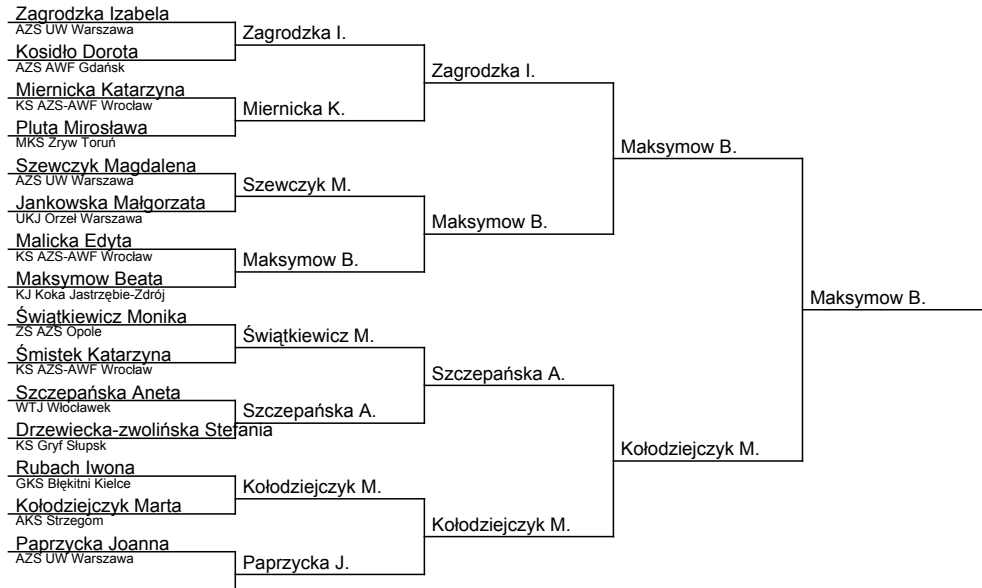 Zagrodzka Izabela
AZS UW Warszawa
Kosidło Dorota
AZS AWF Gdańsk
Miernicka Katarzyna
KS AZS-AWF Wrocław
Pluta Mirosława
MKS Zryw Toruń
Szewczyk Magdalena
AZS UW Warszawa
Jankowska Małgorzata
UKJ Orzeł Warszawa
Malicka Edyta
KS AZS-AWF Wrocław
Maksymow Beata
KJ Koka Jastrzębie-Zdrój
Świątkiewicz Monika
ZS AZS Opole
Śmistek Katarzyna
KS AZS-AWF Wrocław
Szczepańska Aneta
WTJ Włocławek
Drzewiecka-zwolińska Stefania
KS Gryf Słupsk
Rubach Iwona
GKS Błękitni Kielce
Kołodziejczyk Marta
AKS Strzegom
Paprzycka Joanna
AZS UW Warszawa
Zagrodzka I.
Miernicka K.
Szewczyk M.
Maksymow B.
Świątkiewicz M.
Szczepańska A.
Kołodziejczyk M.
Paprzycka J.
Zagrodzka I.
Maksymow B.
Szczepańska A.
Kołodziejczyk M.
Maksymow B.
Kołodziejczyk M.
Maksymow B.